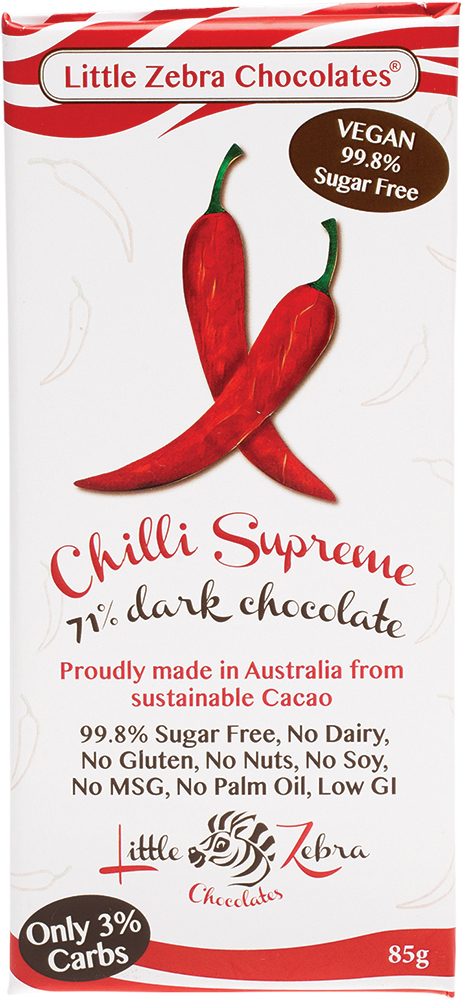 Little Zebra Chocolates®
VEGAN
99.8%
Sugar Free
Chilli Supreme
71% dark chocolate
Proudly made in Australia from
sustainable Cacao
99.8% Sugar Free, No Dairy,
No Gluten, No Nuts, No Soy,
No MSG, No Palm Oil, Low GI
Little Zebra
Chocolates
Only 3%
Carbs
85g